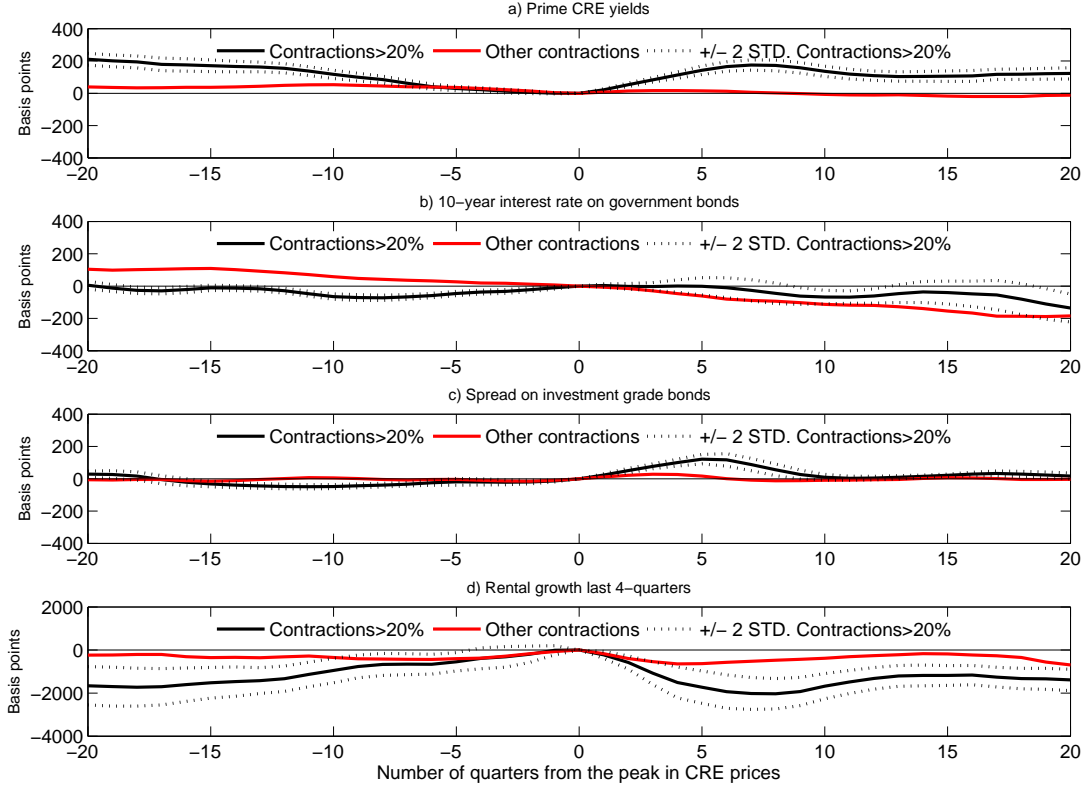 a) Prime CRE yields
Contractions>20% Other contractions +/− 2 STD. Contractions>20%
Basis points
400
200
0
−200
−400
−20 −15 −10 −5 0 5 10 15 20
b) 10−year interest rate on government bonds
Contractions>20% Other contractions +/− 2 STD. Contractions>20%
Basis points
400
200
0
−200
−400
−20 −15 −10 −5 0 5 10 15 20
c) Spread on investment grade bonds
Contractions>20% Other contractions +/− 2 STD. Contractions>20%
Basis points
400
200
0
−200
−400
−20 −15 −10 −5 0 5 10 15 20
d) Rental growth last 4−quarters
Contractions>20% Other contractions +/− 2 STD. Contractions>20%
Basis points
2000
0
−2000
−4000
−20 −15 −10 −5 0 5 10 15 20
Number of quarters from the peak in CRE prices